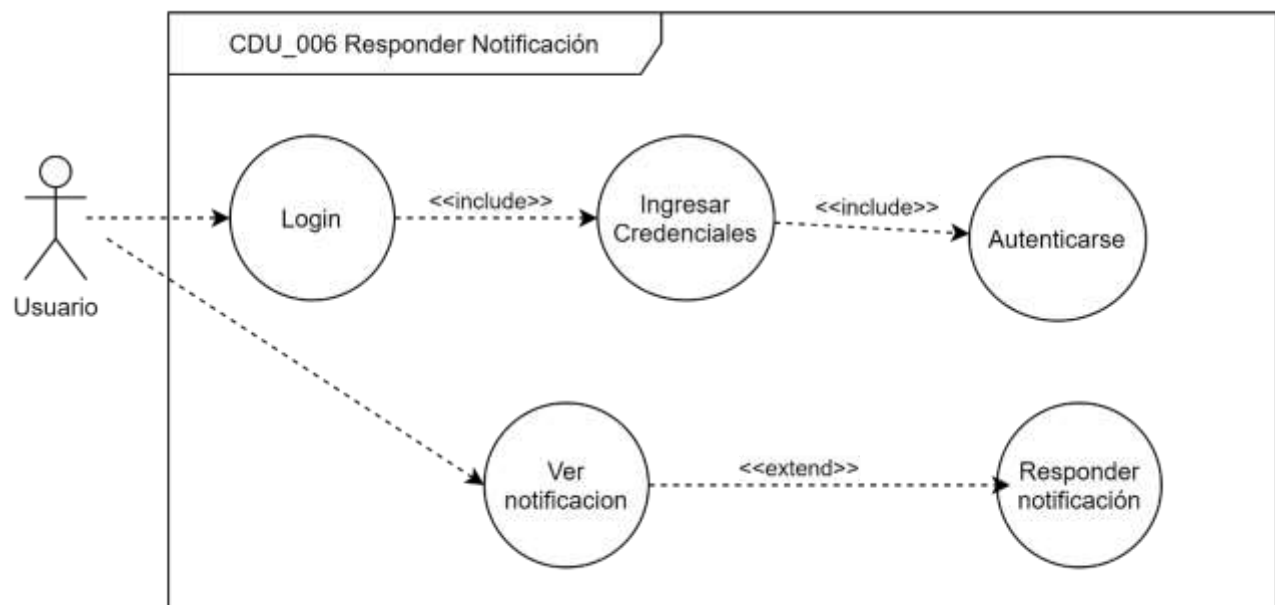 CDU_006 Responder Notificación
Login
<<include>>
Ingresar
Credenciales
<<include>>
Autenticarse
Usuario
Ver
notificacion
<<extend>>
Responder
notificación